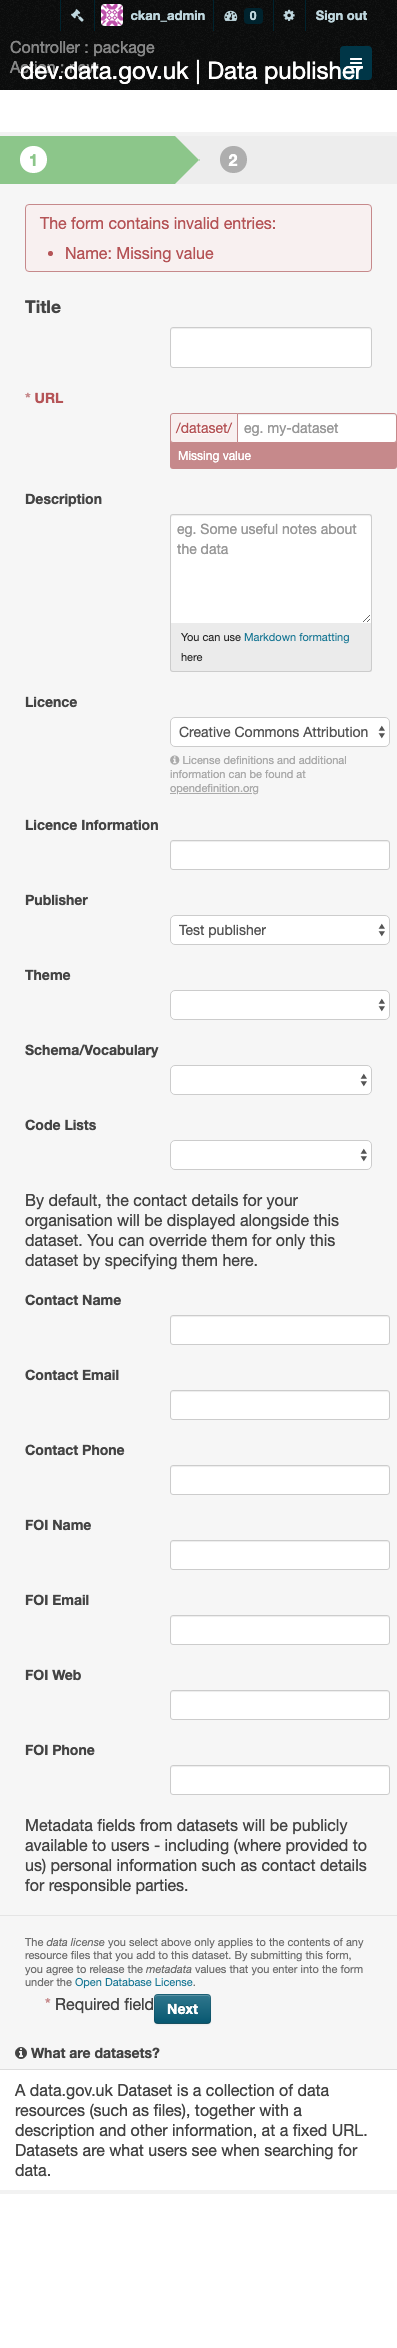 ckan_admin 0 Sign out
Controller : package
Action : new
dev.data.gov.uk | Data publisher
1 2
The form contains invalid entries:
Name: Missing value
Title
* URL
/dataset/ eg. my-dataset
Missing value
Description
eg. Some useful notes about
the data
You can use Markdown formatting
here
Licence
Creative Commons Attribution
License definitions and additional
information can be found at
opendefinition.org
Licence Information
Publisher
Test publisher
Theme
Schema/Vocabulary
Code Lists
By default, the contact details for your
organisation will be displayed alongside this
dataset. You can override them for only this
dataset by specifying them here.
Contact Name
Contact Email
Contact Phone
FOI Name
FOI Email
FOI Web
FOI Phone
Metadata fields from datasets will be publicly
available to users - including (where provided to
us) personal information such as contact details
for responsible parties.
The data license you select above only applies to the contents of any
resource files that you add to this dataset. By submitting this form,
you agree to release the metadata values that you enter into the form
under the Open Database License.
* Required field Next
What are datasets?
A data.gov.uk Dataset is a collection of data
resources (such as files), together with a
description and other information, at a fixed URL.
Datasets are what users see when searching for
data.